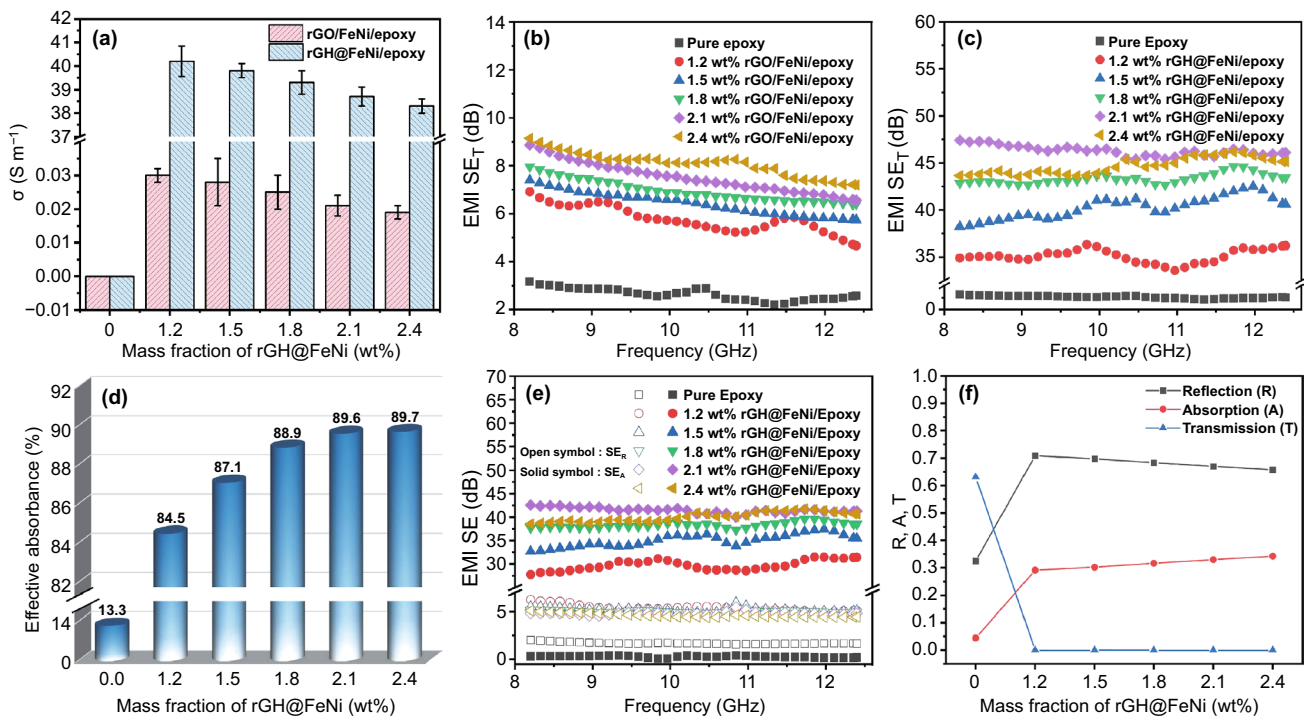 (a)
rGO/FeNi/epoxy
rGH@FeNi/epoxy
σ (S m⁻¹)
42
41
40
39
38
37
0.03
0.02
0.01
0.00
−0.01
0 1.2 1.5 1.8 2.1 2.4
Mass fraction of rGH@FeNi (wt%)
(b)
Pure epoxy
1.2 wt% rGO/FeNi/epoxy
1.5 wt% rGO/FeNi/epoxy
1.8 wt% rGO/FeNi/epoxy
2.1 wt% rGO/FeNi/epoxy
2.4 wt% rGO/FeNi/epoxy
EMI SE_T (dB)
14
12
10
8
6
4
2
8 9 10 11 12
Frequency (GHz)
(c)
Pure Epoxy
1.2 wt% rGH@FeNi/epoxy
1.5 wt% rGH@FeNi/epoxy
1.8 wt% rGH@FeNi/epoxy
2.1 wt% rGH@FeNi/epoxy
2.4 wt% rGH@FeNi/epoxy
EMI SE_T (dB)
60
55
50
45
40
35
0
8 9 10 11 12
Frequency (GHz)
(d)
Effective absorbance (%)
92
90
88
86
84
82
14
0
13.3
84.5
87.1
88.9
89.6
89.7
0.0 1.2 1.5 1.8 2.1 2.4
Mass fraction of rGH@FeNi (wt%)
(e)
Pure Epoxy
1.2 wt% rGH@FeNi/Epoxy
1.5 wt% rGH@FeNi/Epoxy
Open symbol : SE_R
1.8 wt% rGH@FeNi/Epoxy
Solid symbol : SE_A
2.1 wt% rGH@FeNi/Epoxy
2.4 wt% rGH@FeNi/Epoxy
EMI SE (dB)
70
65
60
55
50
45
40
35
30
5
0
8 9 10 11 12
Frequency (GHz)
(f)
Reflection (R)
Absorption (A)
Transmission (T)
R, A, T
1.0
0.9
0.8
0.7
0.6
0.5
0.4
0.3
0.2
0.1
0.0
0 1.2 1.5 1.8 2.1 2.4
Mass fraction of rGH@FeNi (wt%)